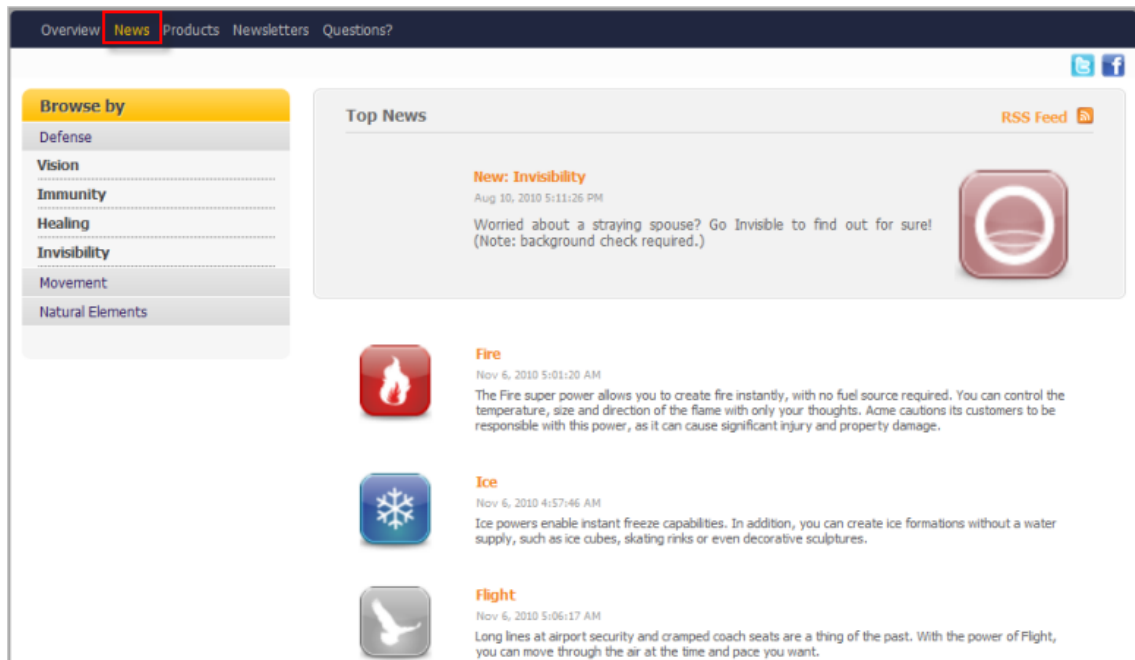 Overview News Products Newsletters Questions?
Browse by
Defense
Vision
Immunity
Healing
Invisibility
Movement
Natural Elements
Top News
RSS Feed
New: Invisibility
Aug 10, 2010 5:11:26 PM
Worried about a straying spouse? Go Invisible to find out for sure!
(Note: background check required.)
Fire
Nov 6, 2010 5:01:20 AM
The Fire super power allows you to create fire instantly, with no fuel source required. You can control the
temperature, size and direction of the flame with only your thoughts. Acme cautions its customers to be
responsible with this power, as it can cause significant injury and property damage.
Ice
Nov 6, 2010 4:57:46 AM
Ice powers enable instant freeze capabilities. In addition, you can create ice formations without a water
supply, such as ice cubes, skating rinks or even decorative sculptures.
Flight
Nov 6, 2010 5:06:17 AM
Long lines at airport security and cramped coach seats are a thing of the past. With the power of Flight,
you can move through the air at the time and pace you want.